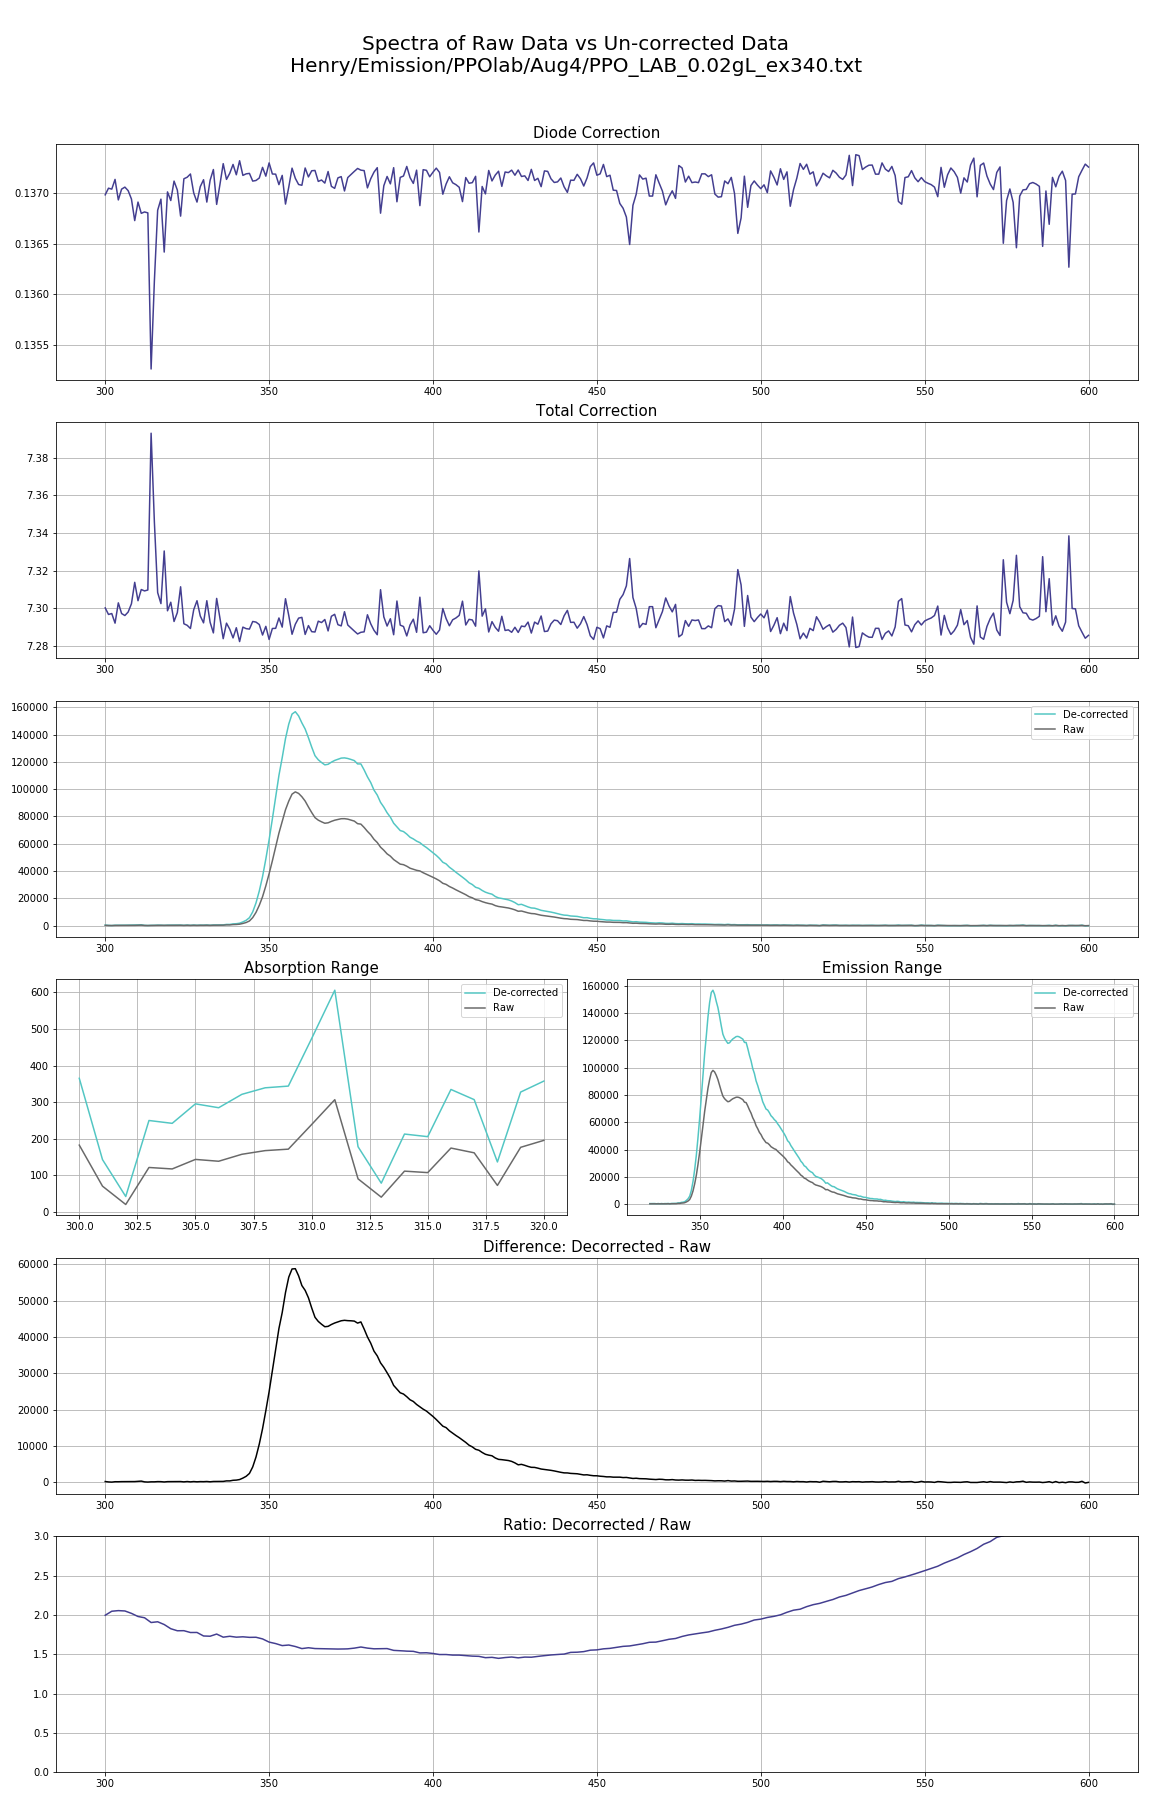 Spectra of Raw Data vs Un-corrected Data
Henry/Emission/PPOlab/Aug4/PPO_LAB_0.02gL_ex340.txt
Diode Correction
0.1370
0.1365
0.1360
0.1355
300 350 400 450 500 550 600
Total Correction
7.38
7.36
7.34
7.32
7.30
7.28
300 350 400 450 500 550 600
160000
140000
120000
100000
80000
60000
40000
20000
0
De-corrected
Raw
300 350 400 450 500 550 600
Absorption Range
600
500
400
300
200
100
0
De-corrected
Raw
300.0 302.5 305.0 307.5 310.0 312.5 315.0 317.5 320.0
Emission Range
160000
140000
120000
100000
80000
60000
40000
20000
0
De-corrected
Raw
350 400 450 500 550 600
Difference: Decorrected - Raw
60000
50000
40000
30000
20000
10000
0
300 350 400 450 500 550 600
Ratio: Decorrected / Raw
3.0
2.5
2.0
1.5
1.0
0.5
0.0
300 350 400 450 500 550 600